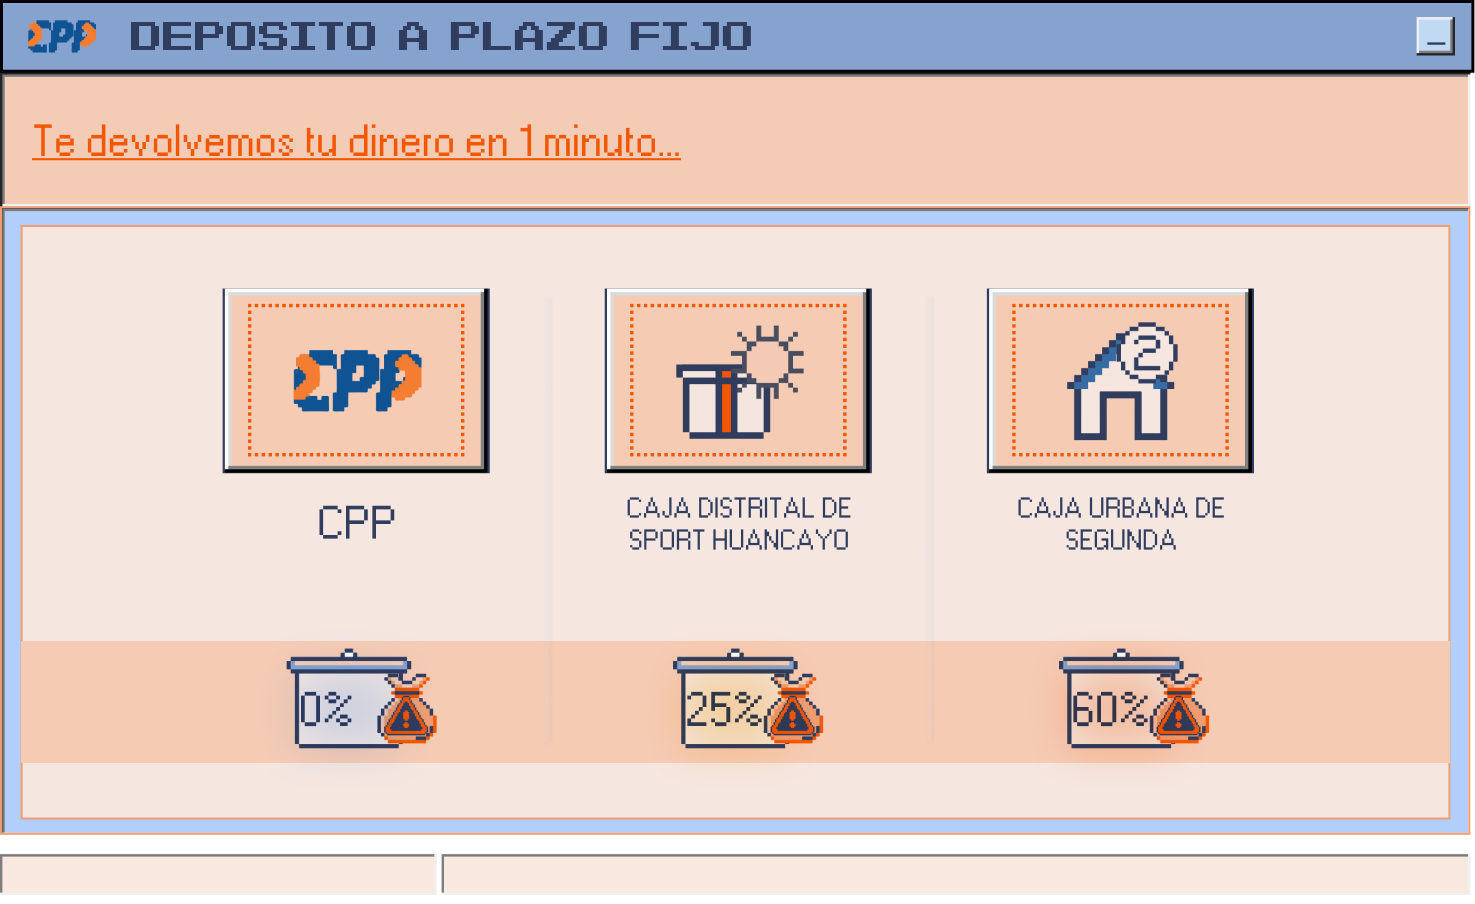 CPP DEPOSITO A PLAZO FIJO
Te devolvemos tu dinero en 1 minuto...
CPP
2
CPP
CAJA DISTRITAL DE
SPORT HUANCAYO
CAJA URBANA DE
SEGUNDA
0%
25%
60%